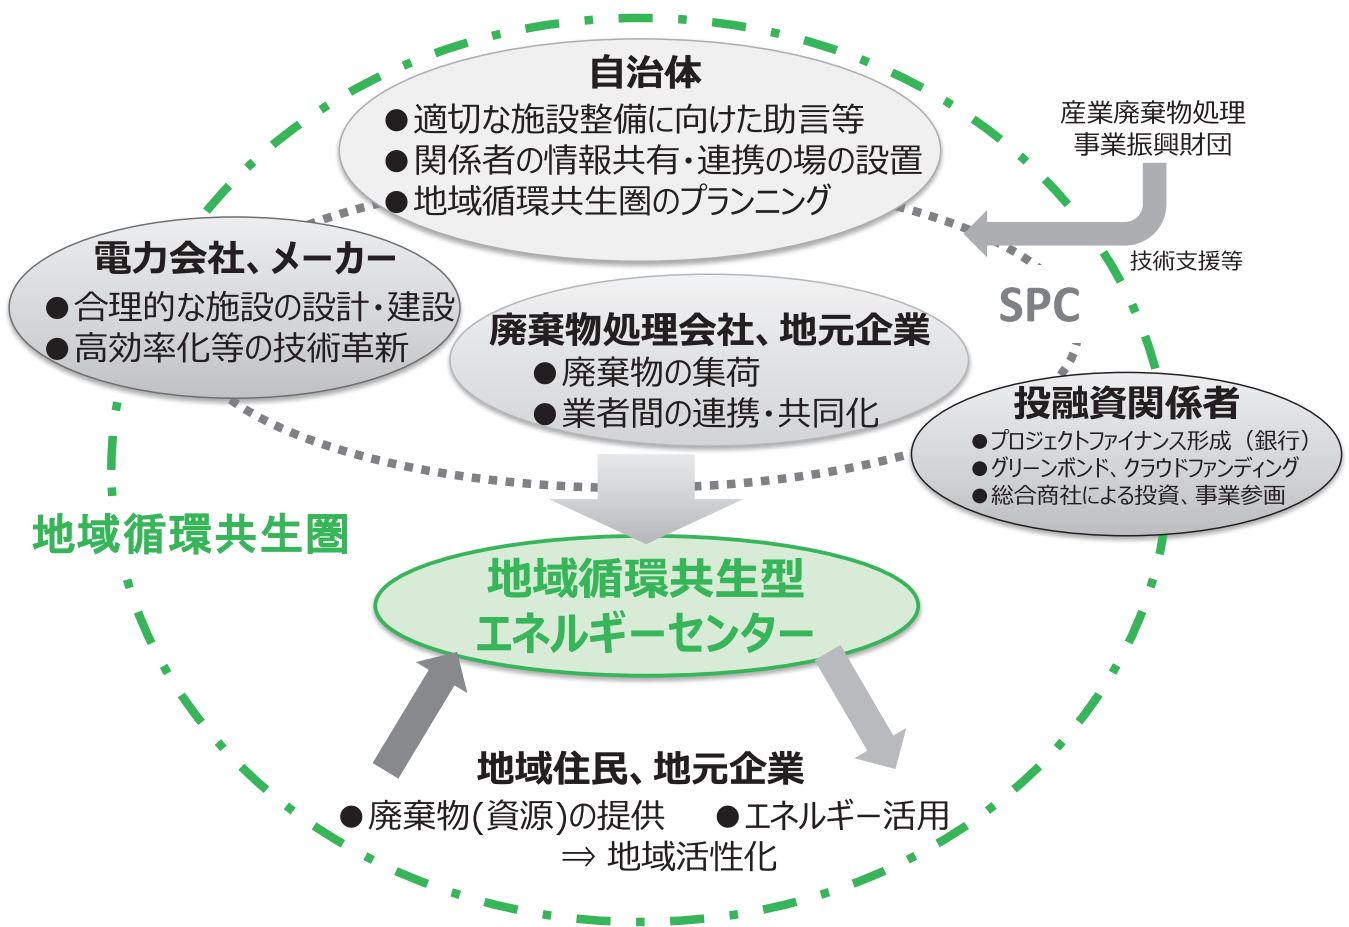 自治体
●適切な施設整備に向けた助言等
●関係者の情報共有・連携の場の設置
●地域循環共生圏のプランニング
産業廃棄物処理
事業振興財団
技術支援等
電力会社、メーカー
●合理的な施設の設計・建設
●高効率化等の技術革新
SPC
廃棄物処理会社、地元企業
●廃棄物の集荷
●業者間の連携・共同化
投融資関係者
●プロジェクトファイナンス形成（銀行）
●グリーンボンド、クラウドファンディング
●総合商社による投資、事業参画
地域循環共生圏
地域循環共生型
エネルギーセンター
地域住民、地元企業
●廃棄物(資源)の提供 ●エネルギー活用
⇒ 地域活性化